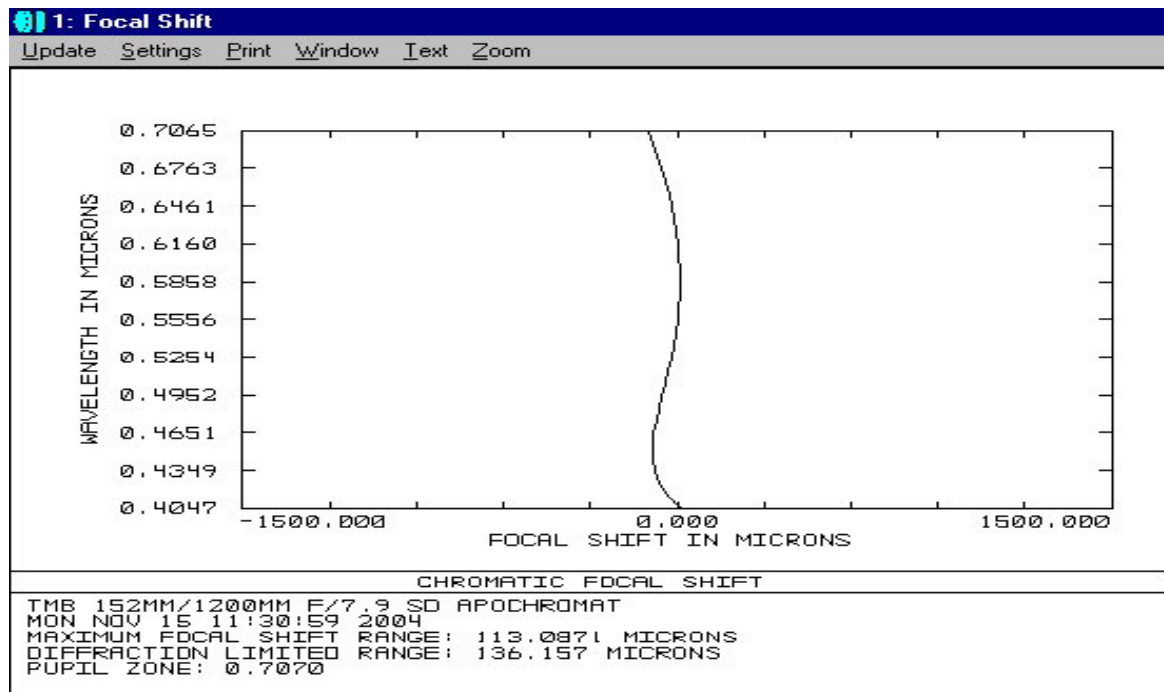 1: Focal Shift
Update Settings Print Window Text Zoom
0.7065
0.6763
0.6461
0.6160
0.5858
0.5556
0.5254
0.4952
0.4651
0.4349
0.4047
WAVELENGTH IN MICRONS
-1500.000 0.000 1500.000
FOCAL SHIFT IN MICRONS
CHROMATIC FOCAL SHIFT
TMB 152MM/1200MM F/7.9 SD APOCHROMAT
MON NOV 15 11:30:59 2004
MAXIMUM FOCAL SHIFT RANGE: 113.0871 MICRONS
DIFFRACTION LIMITED RANGE: 136.157 MICRONS
PUPIL ZONE: 0.7070